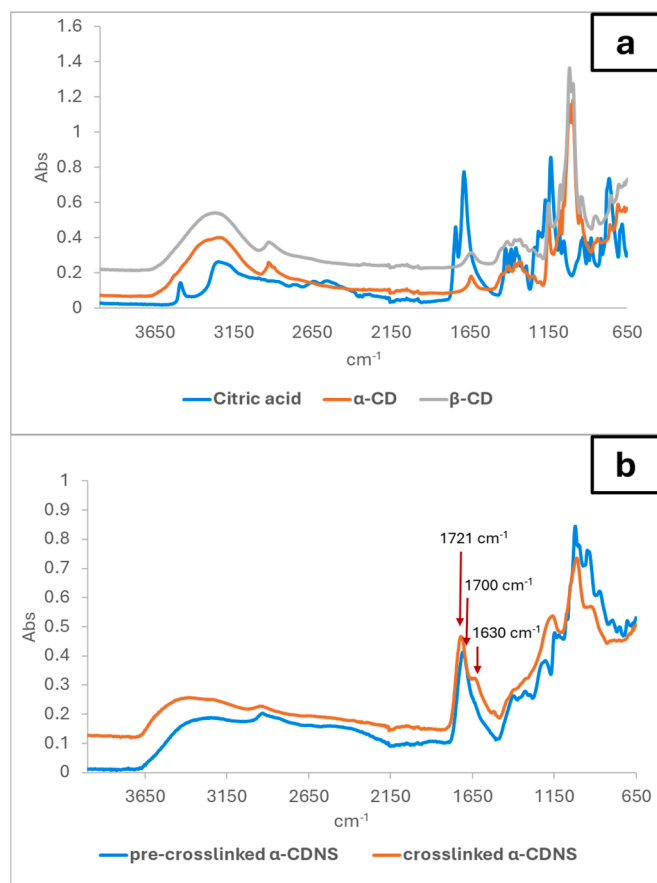 a
1.6
1.4
1.2
1
0.8
0.6
0.4
0.2
0
Abs
3650 3150 2650 2150 1650 1150 650
cm⁻¹
Citric acid α-CD β-CD
b
1
0.9
0.8
0.7
0.6
0.5
0.4
0.3
0.2
0.1
0
Abs
1721 cm⁻¹
1700 cm⁻¹
1630 cm⁻¹
3650 3150 2650 2150 1650 1150 650
cm⁻¹
pre-crosslinked α-CDNS crosslinked α-CDNS